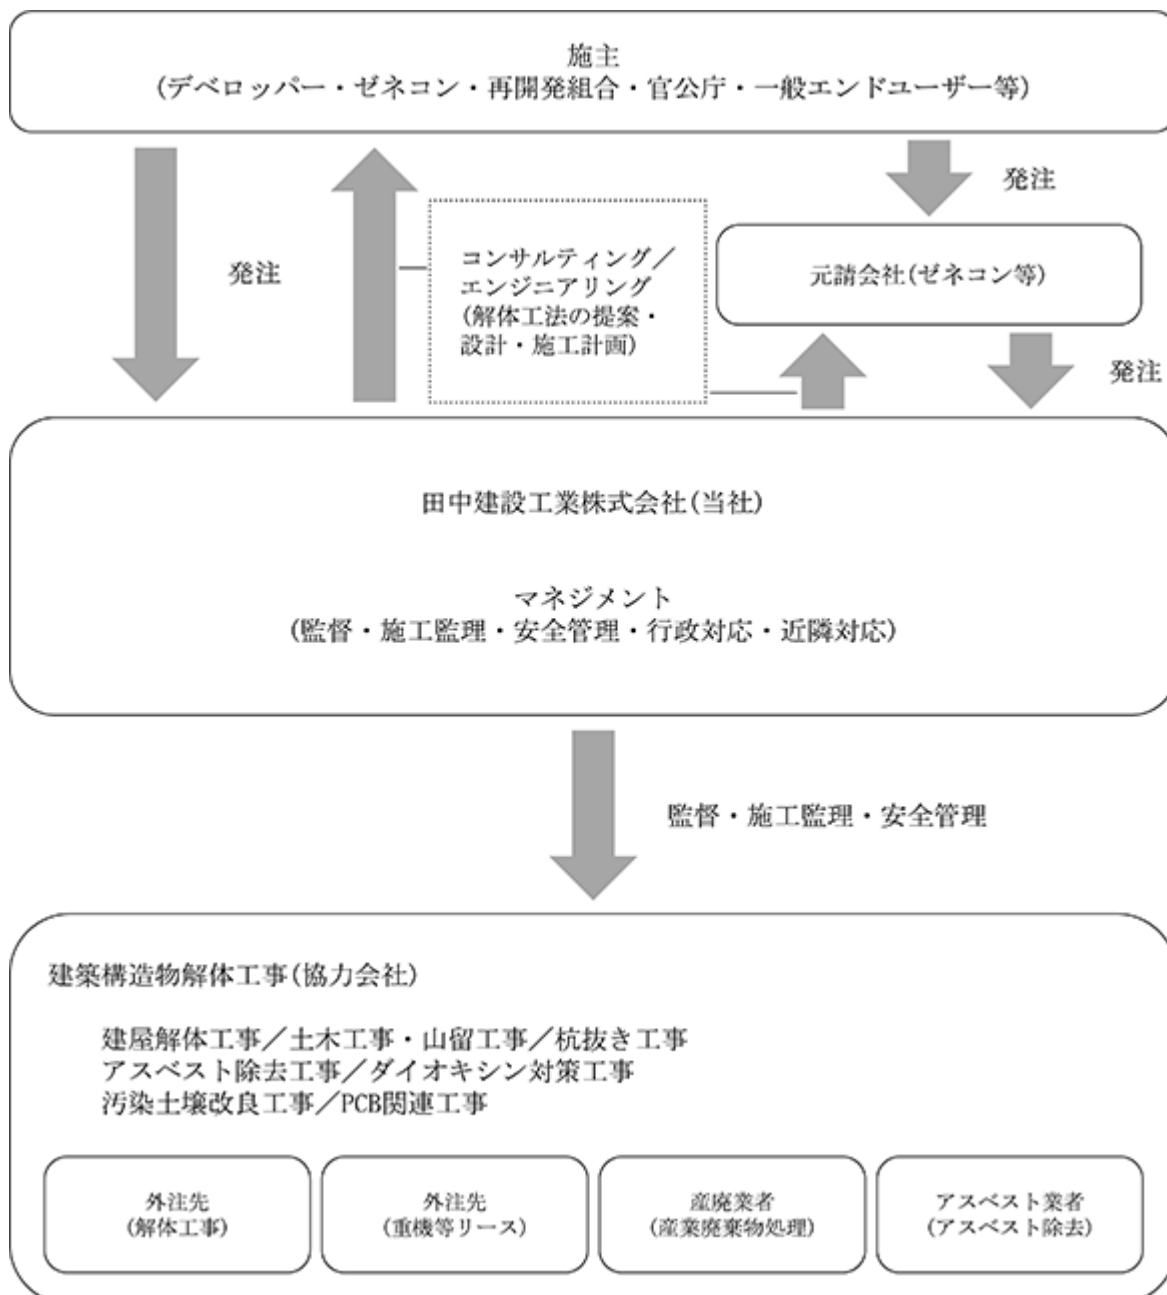 施主
(デベロッパー・ゼネコン・再開発組合・官公庁・一般エンドユーザー等)
発注
発注
コンサルティング／
エンジニアリング
(解体工法の提案・
設計・施工計画)
元請会社(ゼネコン等)
発注
田中建設工業株式会社(当社)
マネジメント
(監督・施工監理・安全管理・行政対応・近隣対応)
監督・施工監理・安全管理
建築構造物解体工事(協力会社)
建屋解体工事／土木工事・山留工事／杭抜き工事
アスベスト除去工事／ダイオキシン対策工事
汚染土壌改良工事／PCB関連工事
外注先
(解体工事)
外注先
(重機等リース)
産廃業者
(産業廃棄物処理)
アスベスト業者
(アスベスト除去)